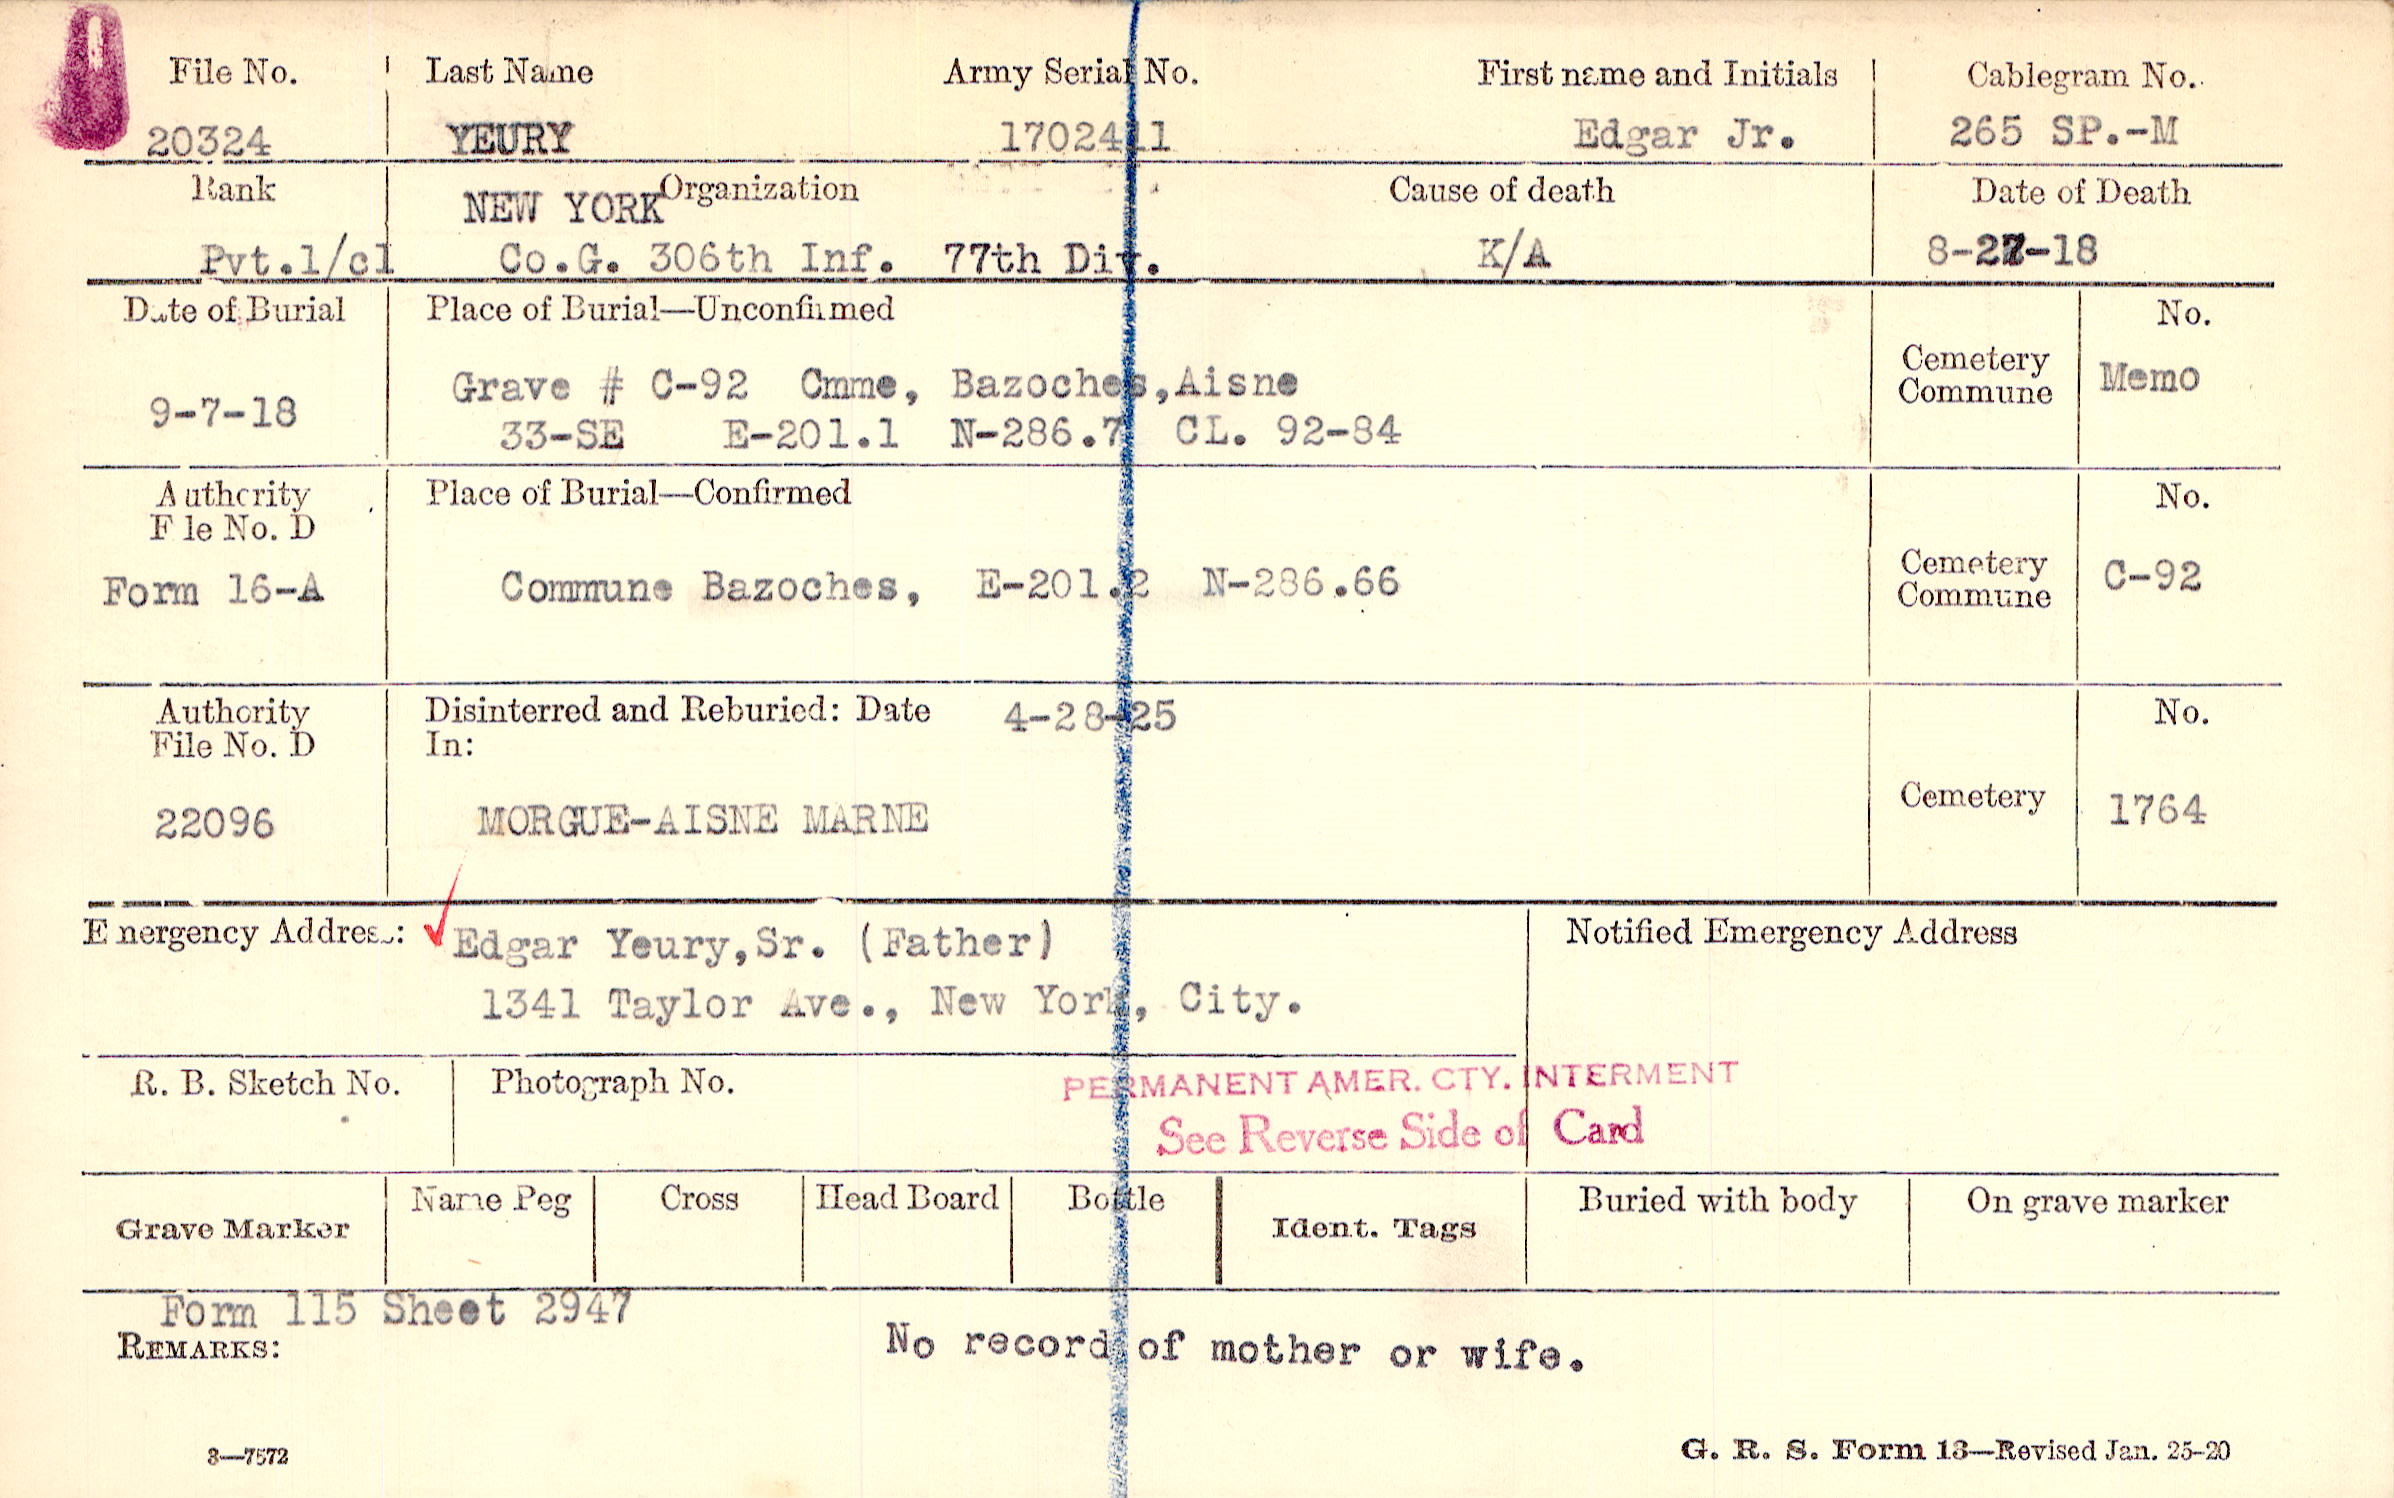 File No. Last Name Army Serial No. First name and Initials Cablegram No.
20324 YEURY 1702411 Edgar Jr. 265 SP.-M
Rank Organization Cause of death Date of Death
NEW YORK
Pvt.1/cl Co.G. 306th Inf. 77th Div. K/A 8-27-18
Date of Burial Place of Burial—Unconfirmed No.
Grave # C-92 Cmme, Bazoches,Aisne Cemetery Commune Memo
9-7-18 33-SE E-201.1 N-286.7 CL. 92-84
Authority Place of Burial—Confirmed No.
File No. D
Form 16-A Commune Bazoches, E-201.2 N-286.66 Cemetery Commune C-92
Authority Disinterred and Reburied: Date 4-28-25 No.
File No. D In:
22096 MORGUE-AISNE MARNE Cemetery 1764
Emergency Address: Edgar Yeury,Sr. (Father) Notified Emergency Address
1341 Taylor Ave., New York, City.
R. B. Sketch No. Photograph No. PERMANENT AMER. CTY. INTERMENT
See Reverse Side of Card
Grave Marker Name Peg Cross Head Board Bottle Ident. Tags Buried with body On grave marker
Form 115 Sheet 2947
REMARKS: No record of mother or wife.
3—7572 G. R. S. Form 13—Revised Jan. 25-20